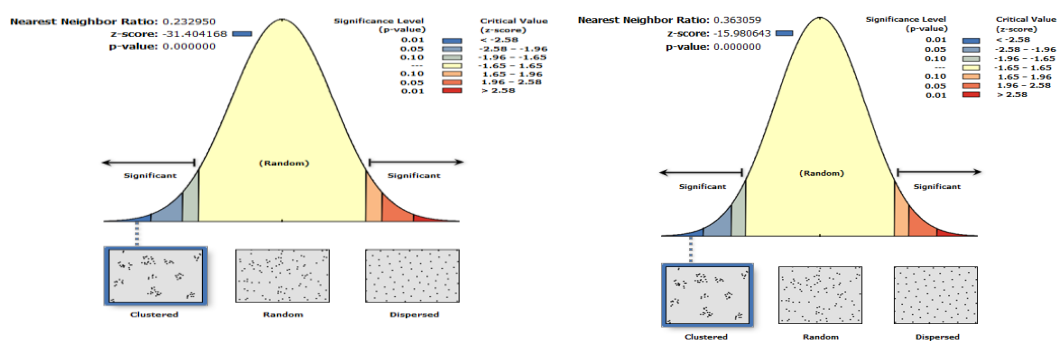 Nearest Neighbor Ratio: 0.232950
z-score: -31.404168
p-value: 0.000000
Significance Level
(p-value)
0.01
0.05
0.10
---
0.10
0.05
0.01
Critical Value
(z-score)
< -2.58
-2.58 – -1.96
-1.96 – -1.65
-1.65 – 1.65
1.65 – 1.96
1.96 – 2.58
> 2.58
(Random)
Significant
Significant
Clustered
Random
Dispersed
Nearest Neighbor Ratio: 0.363059
z-score: -15.980643
p-value: 0.000000
Significance Level
(p-value)
0.01
0.05
0.10
---
0.10
0.05
0.01
Critical Value
(z-score)
< -2.58
-2.58 – -1.96
-1.96 – -1.65
-1.65 – 1.65
1.65 – 1.96
1.96 – 2.58
> 2.58
(Random)
Significant
Significant
Clustered
Random
Dispersed